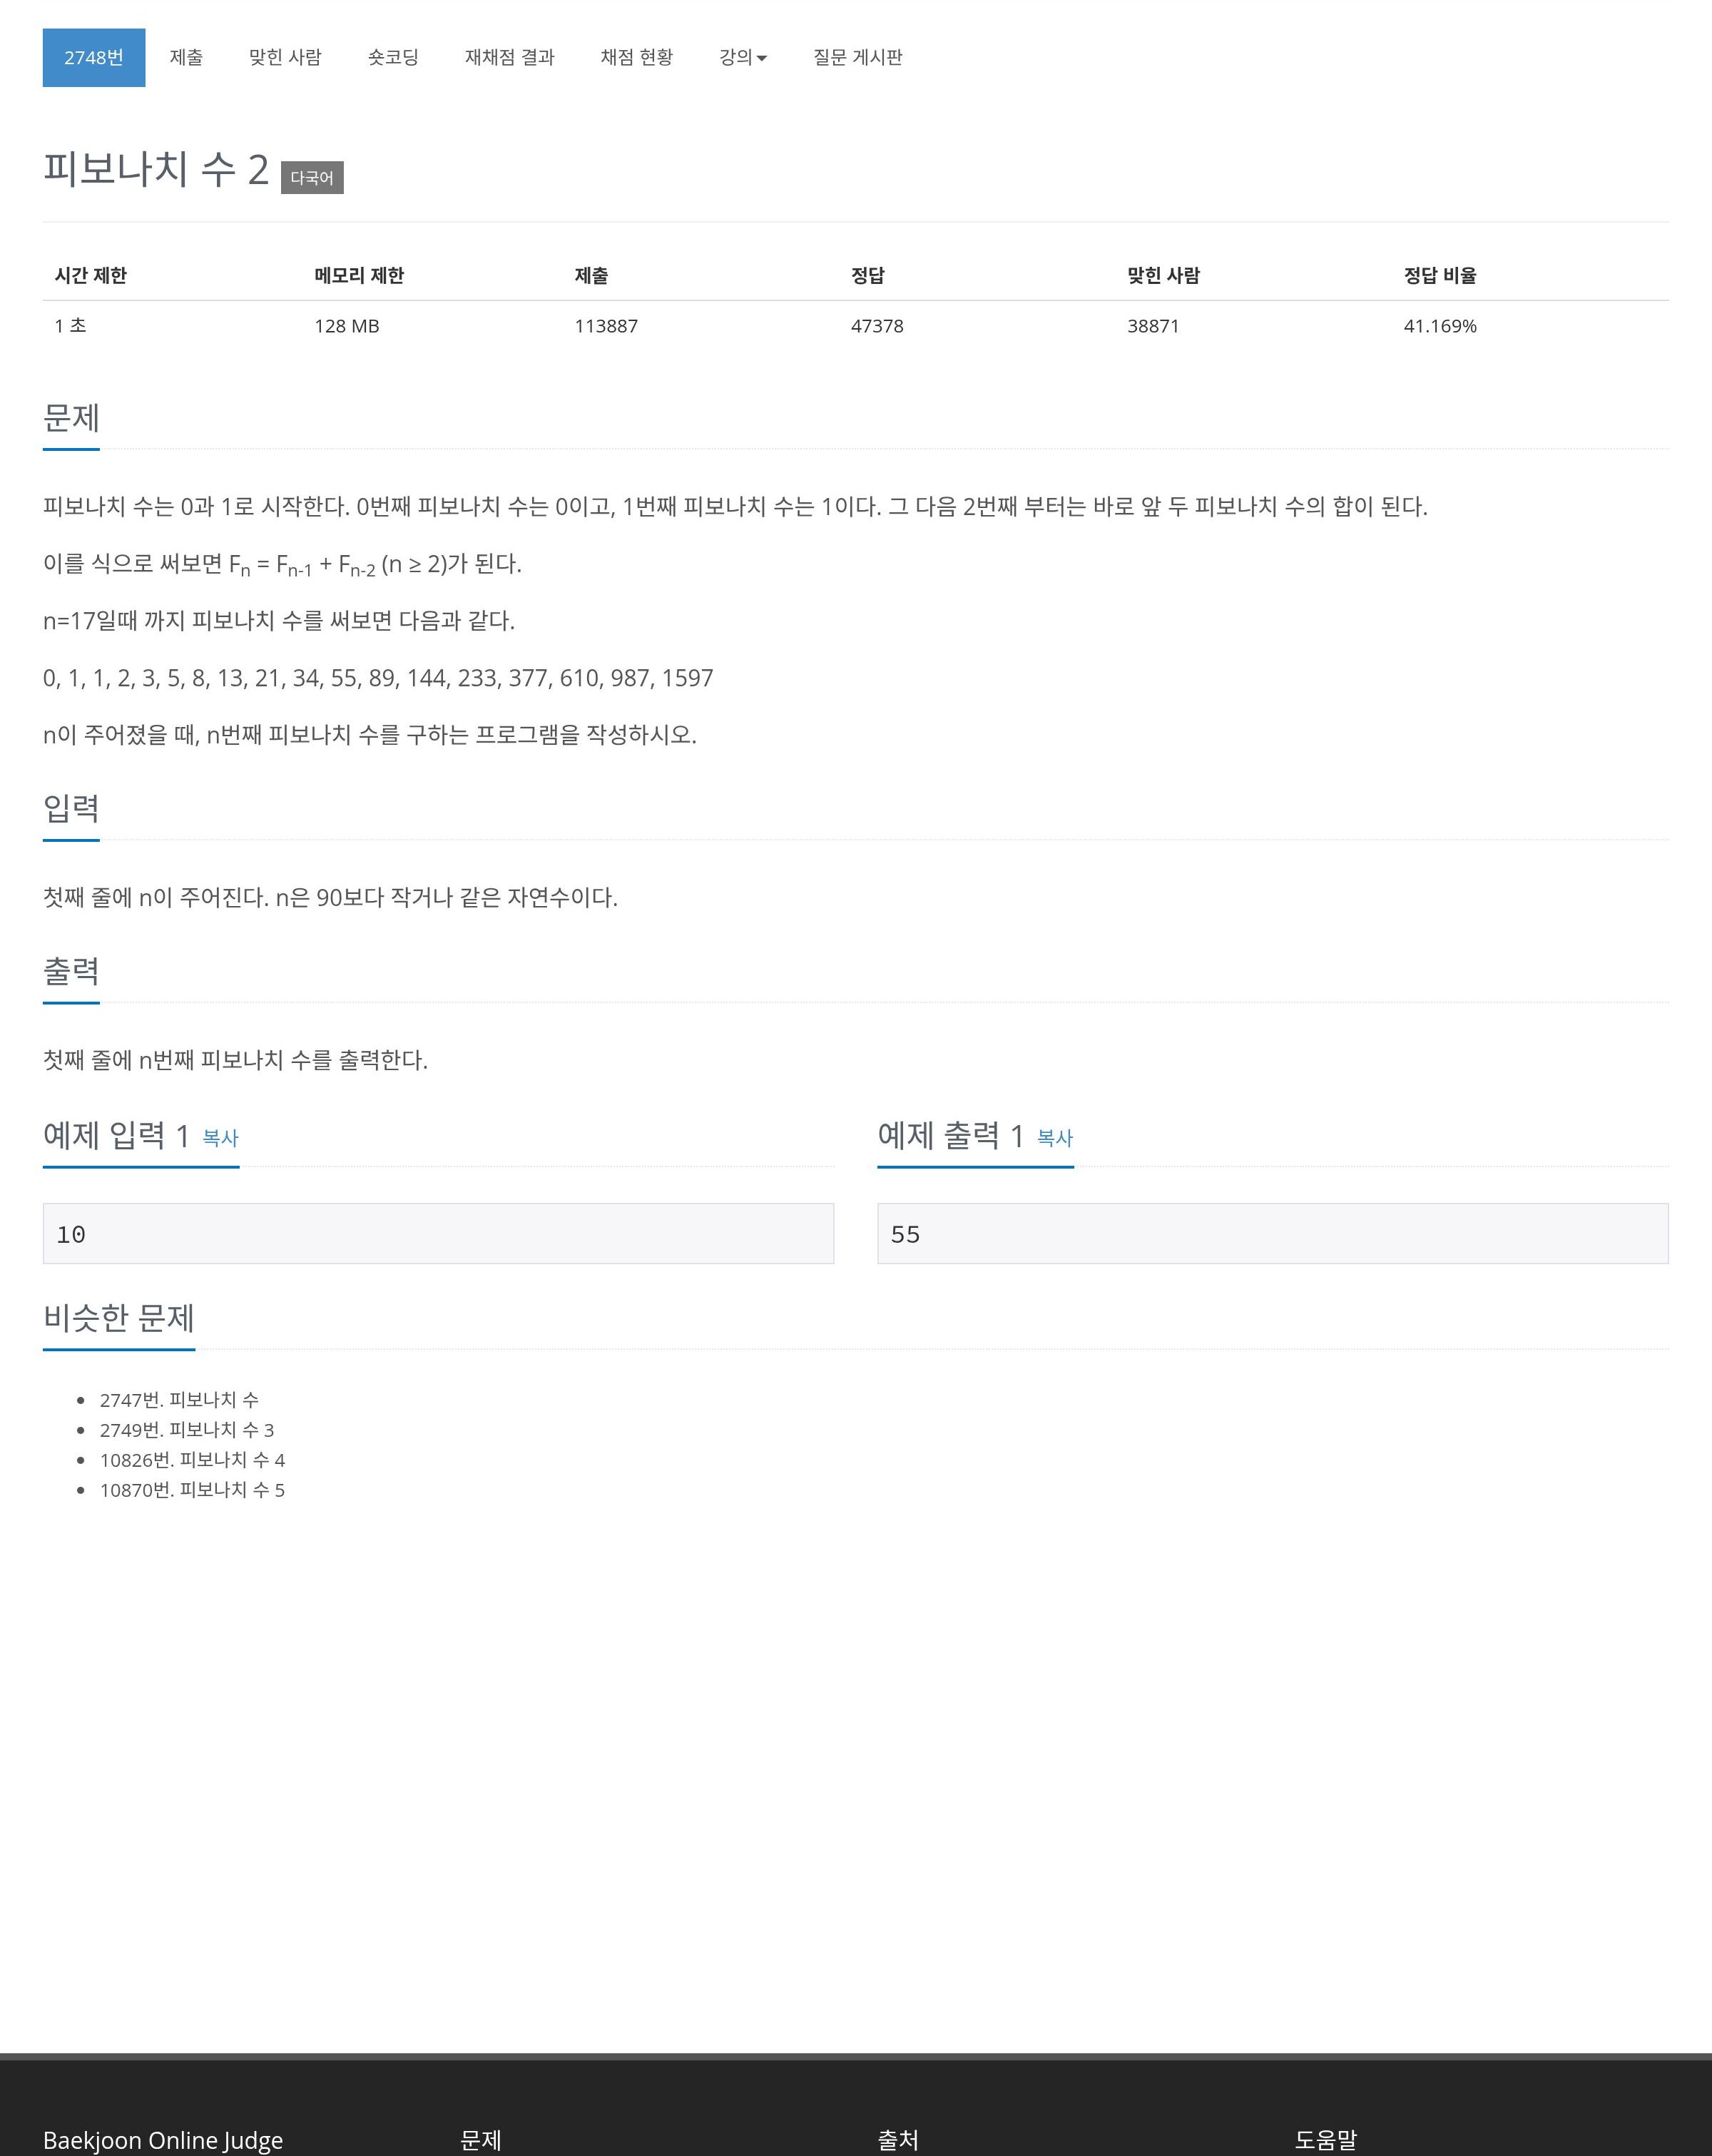 2748번 제출 맞힌 사람 숏코딩 재채점 결과 채점 현황 강의 질문 게시판
피보나치 수 2 다국어
시간 제한 메모리 제한 제출 정답 맞힌 사람 정답 비율
1 초 128 MB 113887 47378 38871 41.169%
문제
피보나치 수는 0과 1로 시작한다. 0번째 피보나치 수는 0이고, 1번째 피보나치 수는 1이다. 그 다음 2번째 부터는 바로 앞 두 피보나치 수의 합이 된다.
이를 식으로 써보면 Fn = Fn-1 + Fn-2 (n ≥ 2)가 된다.
n=17일때 까지 피보나치 수를 써보면 다음과 같다.
0, 1, 1, 2, 3, 5, 8, 13, 21, 34, 55, 89, 144, 233, 377, 610, 987, 1597
n이 주어졌을 때, n번째 피보나치 수를 구하는 프로그램을 작성하시오.
입력
첫째 줄에 n이 주어진다. n은 90보다 작거나 같은 자연수이다.
출력
첫째 줄에 n번째 피보나치 수를 출력한다.
예제 입력 1 복사 예제 출력 1 복사
10 55
비슷한 문제
2747번. 피보나치 수
2749번. 피보나치 수 3
10826번. 피보나치 수 4
10870번. 피보나치 수 5
Baekjoon Online Judge 문제 출처 도움말